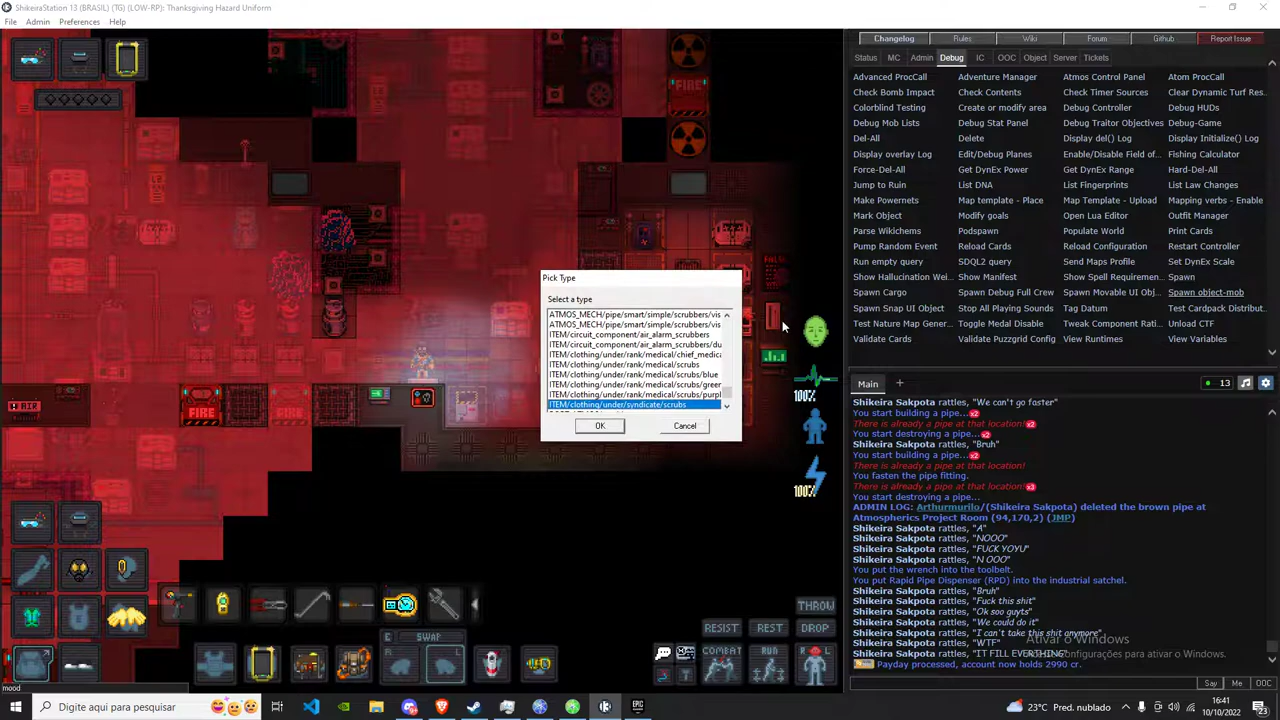 ShikeiraStation 13 (BRASIL) (TG) (LOW-RP): Thanksgiving Hazard Uniform
File Admin Preferences Help
Changelog Rules Wiki Forum Github Report Issue
Status MC Admin Debug IC OOC Object Server Tickets
Advanced ProcCall Adventure Manager Atmos Control Panel Atom ProcCall
Check Bomb Impact Check Contents Check Timer Sources Clear Dynamic Turf Res...
Colorblind Testing Create or modify area Debug Controller Debug HUDs
Debug Mob Lists Debug Stat Panel Debug Traitor Objectives Debug-Game
Del-All Delete Display del() Log Display Initialize() Log
Display overlay Log Edit/Debug Planes Enable/Disable Field of... Fishing Calculator
Force-Del-All Get DynEx Power Get DynEx Range Hard-Del-All
Jump to Ruin List DNA List Fingerprints List Law Changes
Make Powernets Map template - Place Map Template - Upload Mapping verbs - Enable
Mark Object Modify goals Open Lua Editor Outfit Manager
Parse Wikichems Podspawn Populate World Print Cards
Pump Random Event Reload Cards Reload Configuration Restart Controller
Run empty query SDQL2 query Sends Maps Profile Set DynEx Scale
Show Hallucination Wei... Show Manifest Show Spell Requiremen... Spawn
Spawn Cargo Spawn Debug Full Crew Spawn Movable UI Obj... Spawn object-mob
Spawn Snap UI Object Stop All Playing Sounds Tag Datum Test Cardpack Distribut...
Test Nature Map Gener... Toggle Medal Disable Tweak Component Rati... Unload CTF
Validate Cards Validate Puzzgrid Config View Runtimes View Variables
FIRE
Pick Type
Select a type
ATMOS_MECH/pipe/smart/simple/scrubbers/vis
ATMOS_MECH/pipe/smart/simple/scrubbers/vis
ITEM/circuit_component/air_alarm_scrubbers
ITEM/circuit_component/air_alarm_scrubbers/du
ITEM/clothing/under/rank/medical/chief_medica
ITEM/clothing/under/rank/medical/scrubs
ITEM/clothing/under/rank/medical/scrubs/blue
ITEM/clothing/under/rank/medical/scrubs/gree
ITEM/clothing/under/rank/medical/scrubs/purpl
ITEM/clothing/under/syndicate/scrubs
OK Cancel
100%
100%
AIR
FIRE
Main + 13
Shikeira Sakpota rattles, "We can't go faster"
You start building a pipe... x2
There is already a pipe at that location! x3
You start destroying a pipe... x2
Shikeira Sakpota rattles, "Bruh"
You start building a pipe... x2
There is already a pipe at that location!
You fasten the pipe fitting.
There is already a pipe at that location! x3
You start destroying a pipe...
ADMIN LOG: Arthurmurilo/(Shikeira Sakpota) deleted the brown pipe at
Atmospherics Project Room (94,170,2) (JMP)
Shikeira Sakpota rattles, "A"
Shikeira Sakpota rattles, "NOOO"
Shikeira Sakpota rattles, "FUCK YOYU"
Shikeira Sakpota rattles, "N OOO"
You put the wrench into the toolbelt.
You put Rapid Pipe Dispenser (RPD) into the industrial satchel.
Shikeira Sakpota rattles, "Bruh"
Shikeira Sakpota rattles, "Fuck this shit"
Shikeira Sakpota rattles, "Ok soo guyts"
Shikeira Sakpota rattles, "We could do it"
Shikeira Sakpota rattles, "I can't take this shit anymore"
Shikeira Sakpota rattles, "WTF"
Shikeira Sakpota rattles, "IT FILL EVERYTHING"
Payday processed, account now holds 2990 cr.
Ativar o Windows
configurações para ativar o Windows.
Say Me OOC
THROW
RESIST REST DROP
C SWAP
R L
COMBAT RUN R L
mood
Digite aqui para pesquisar
23°C Pred. nublado
16:41
10/10/2022
23